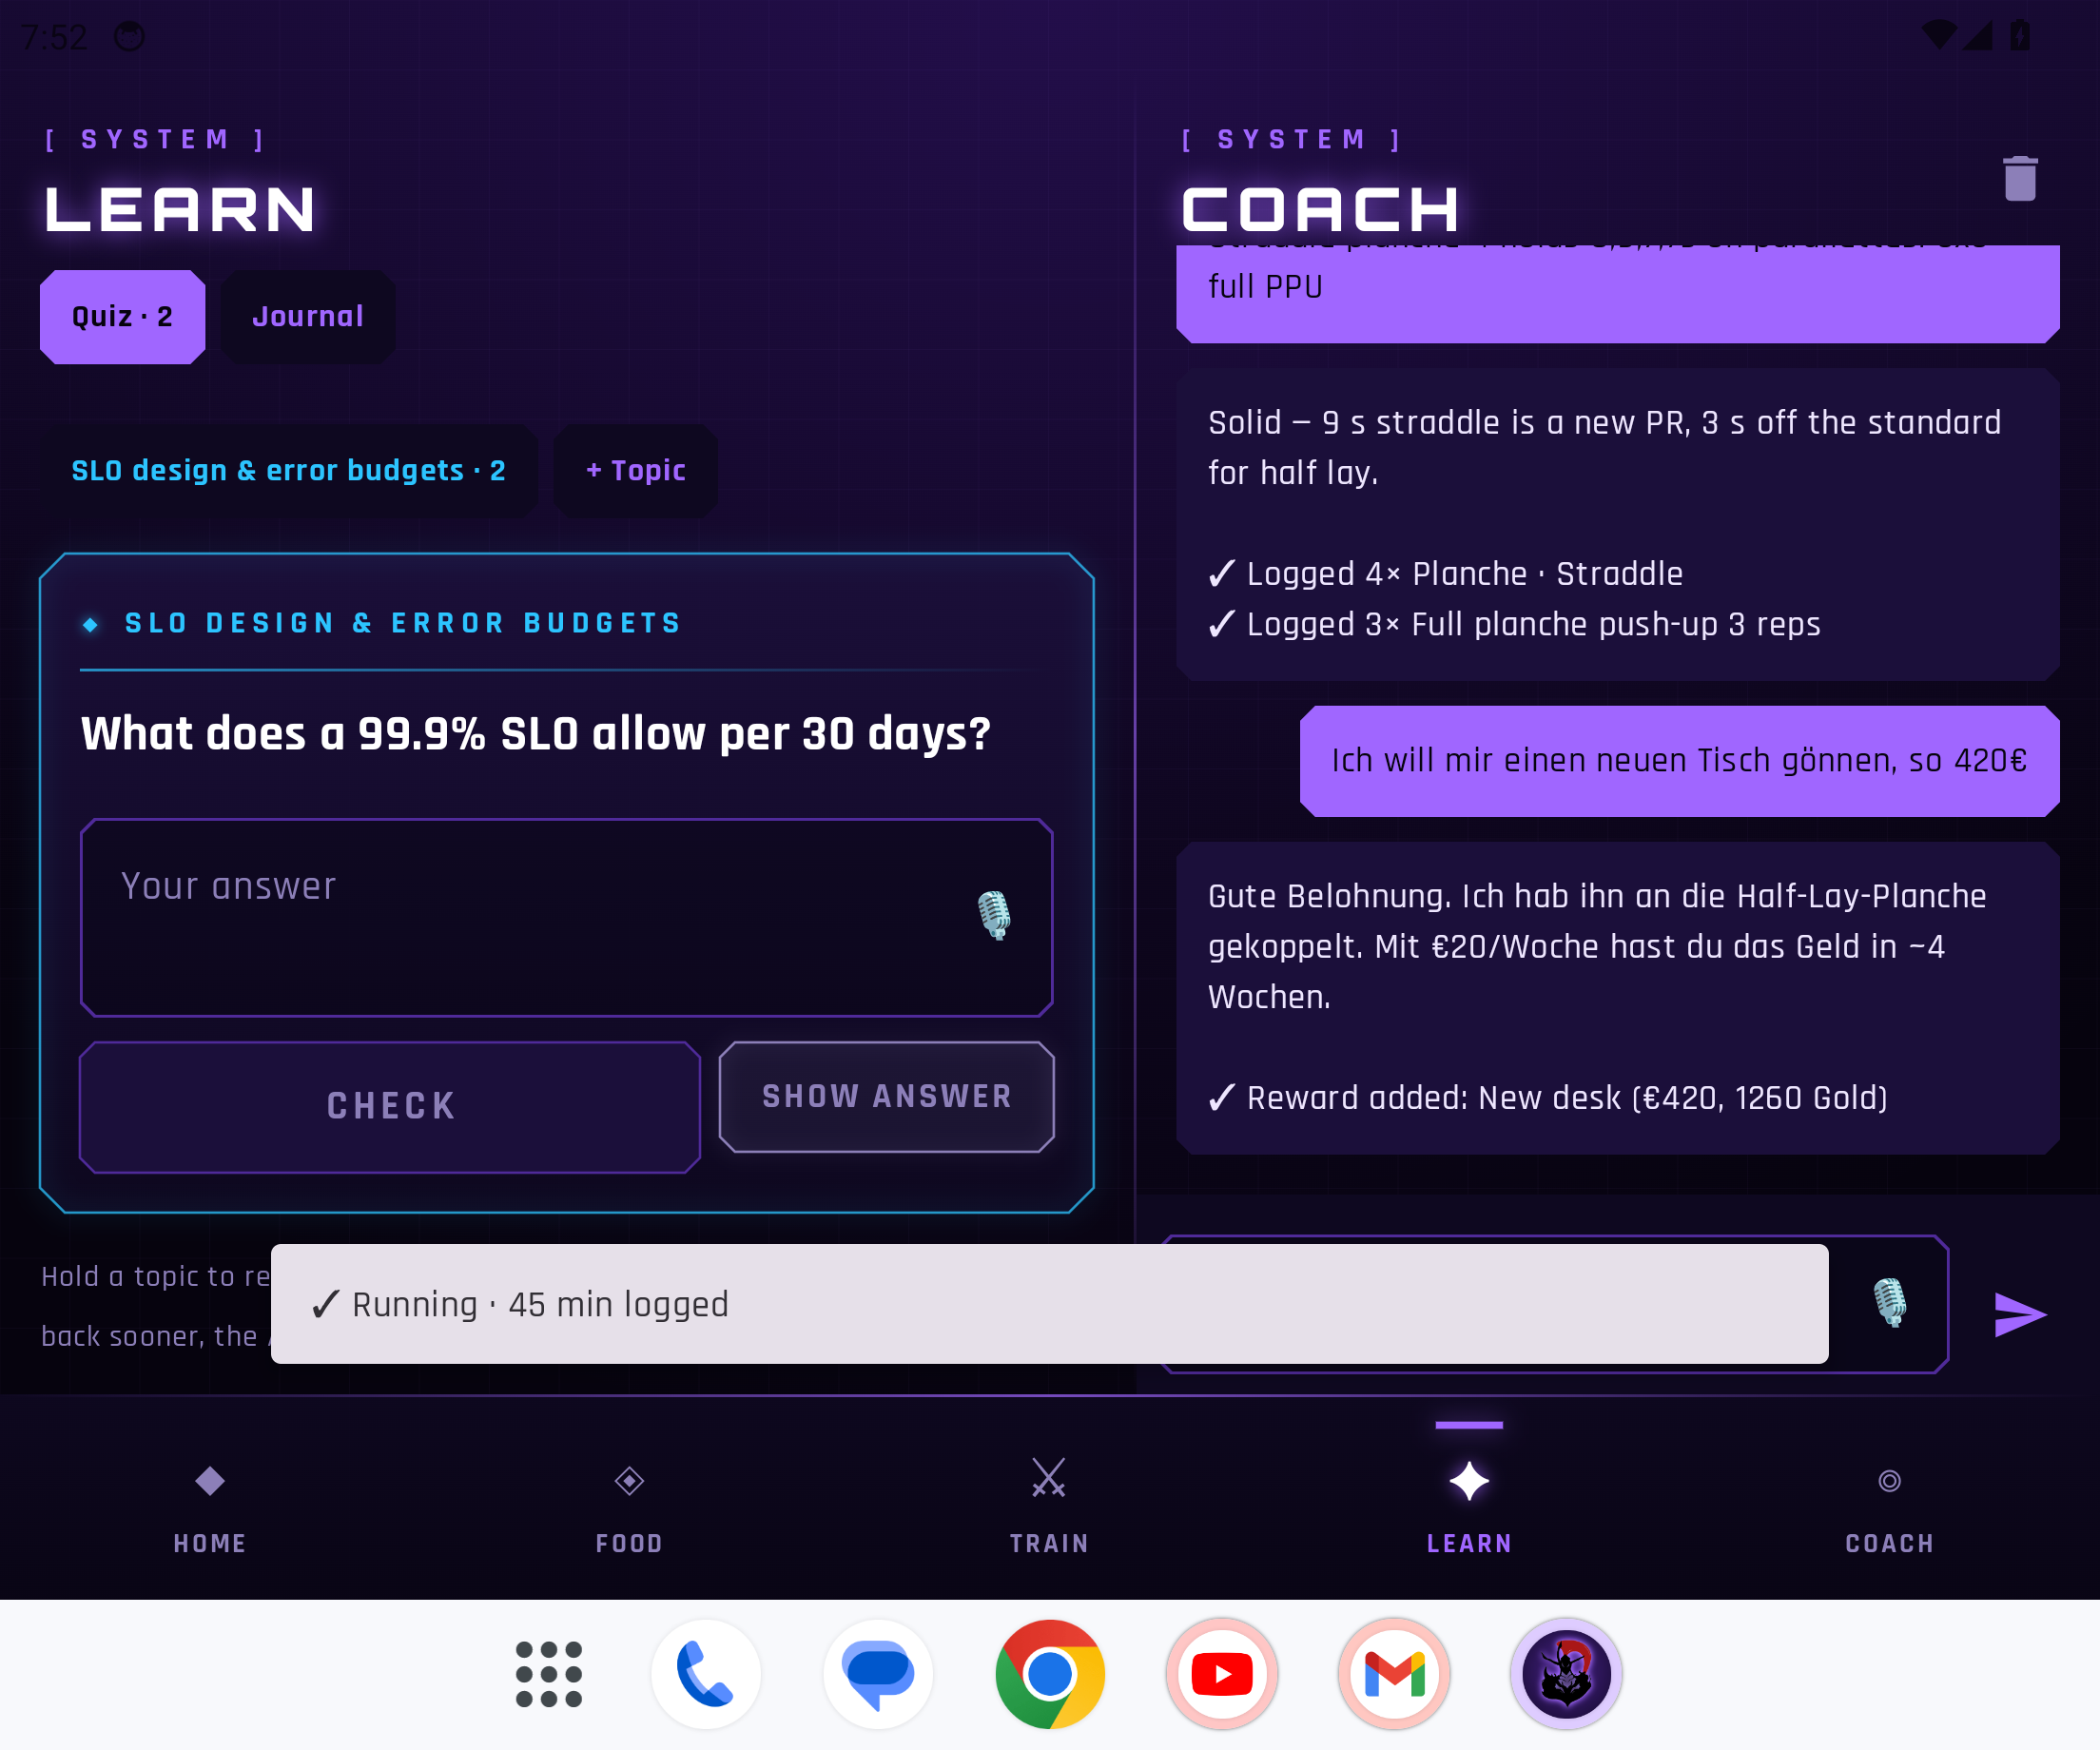 7:52
[ SYSTEM ]
LEARN
Quiz · 2
Journal
SLO design & error budgets · 2
+ Topic
◆ SLO DESIGN & ERROR BUDGETS
What does a 99.9% SLO allow per 30 days?
Your answer
CHECK
SHOW ANSWER
Hold a topic to re
back sooner, the
[ SYSTEM ]
COACH
full PPU
Solid – 9 s straddle is a new PR, 3 s off the standard
for half lay.
✓ Logged 4× Planche · Straddle
✓ Logged 3× Full planche push-up 3 reps
Ich will mir einen neuen Tisch gönnen, so 420€
Gute Belohnung. Ich hab ihn an die Half-Lay-Planche
gekoppelt. Mit €20/Woche hast du das Geld in ~4
Wochen.
✓ Reward added: New desk (€420, 1260 Gold)
✓ Running · 45 min logged
HOME
FOOD
TRAIN
LEARN
COACH